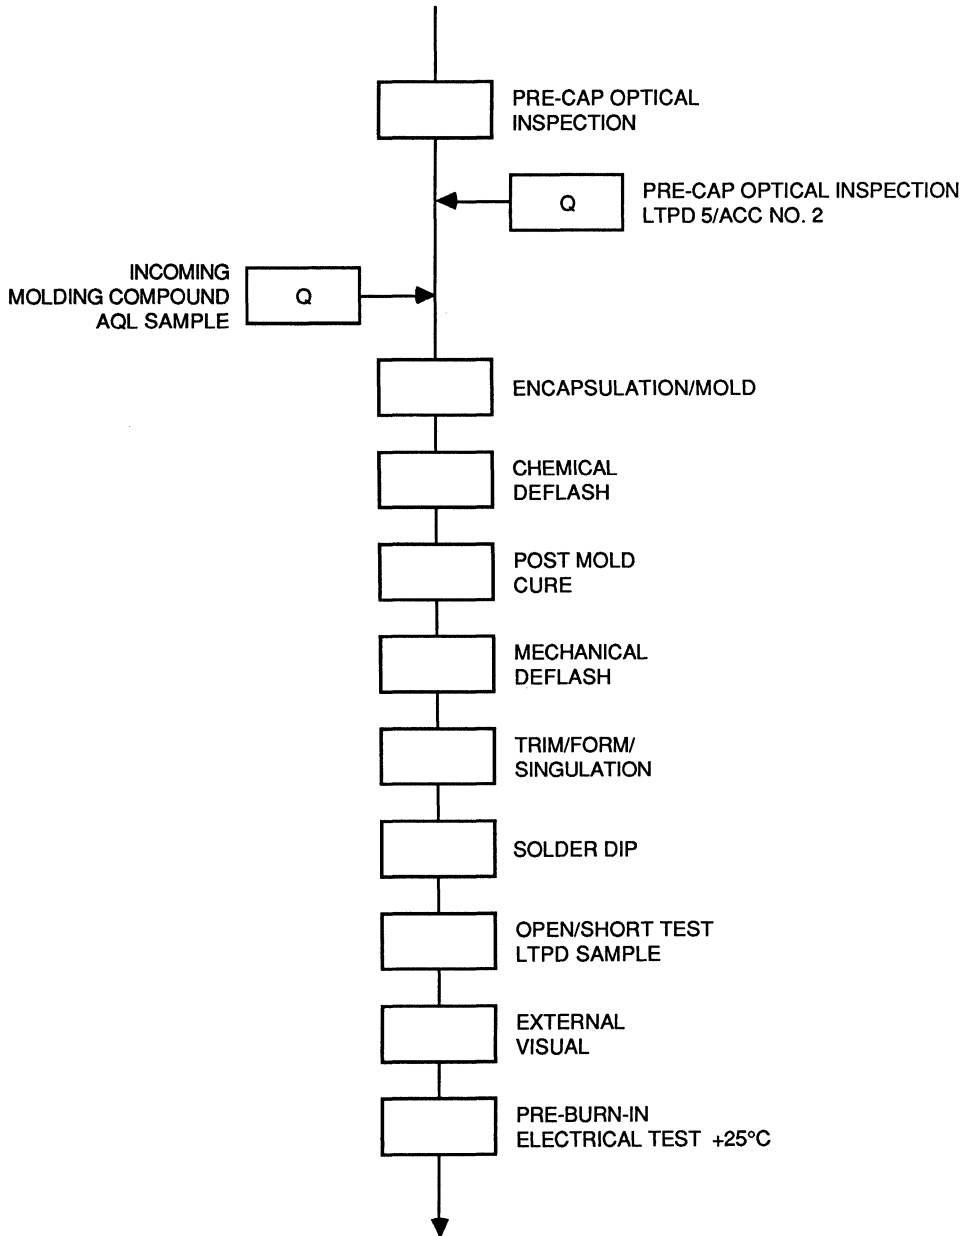 PRE-CAP OPTICAL
INSPECTION
Q
PRE-CAP OPTICAL INSPECTION
LTPD 5/ACC NO. 2
INCOMING
MOLDING COMPOUND
AQL SAMPLE
Q
ENCAPSULATION/MOLD
CHEMICAL
DEFLASH
POST MOLD
CURE
MECHANICAL
DEFLASH
TRIM/FORM/
SINGULATION
SOLDER DIP
OPEN/SHORT TEST
LTPD SAMPLE
EXTERNAL
VISUAL
PRE-BURN-IN
ELECTRICAL TEST +25°C